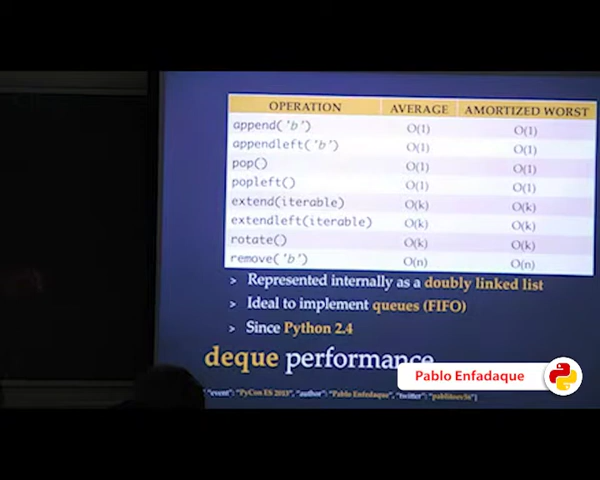 OPERATION AVERAGE AMORTIZED WORST
append('b') O(1) O(1)
appendleft('b') O(1) O(1)
pop() O(1) O(1)
popleft() O(1) O(1)
extend(iterable) O(k) O(k)
extendleft(iterable) O(k) O(k)
rotate() O(k) O(k)
remove('b') O(n) O(n)
> Represented internally as a doubly linked list
> Ideal to implement queues (FIFO)
> Since Python 2.4
deque performance
Pablo Enfadaque
"event": "PyCon ES 2013", "author": "Pablo Enfedaque", "twitter":